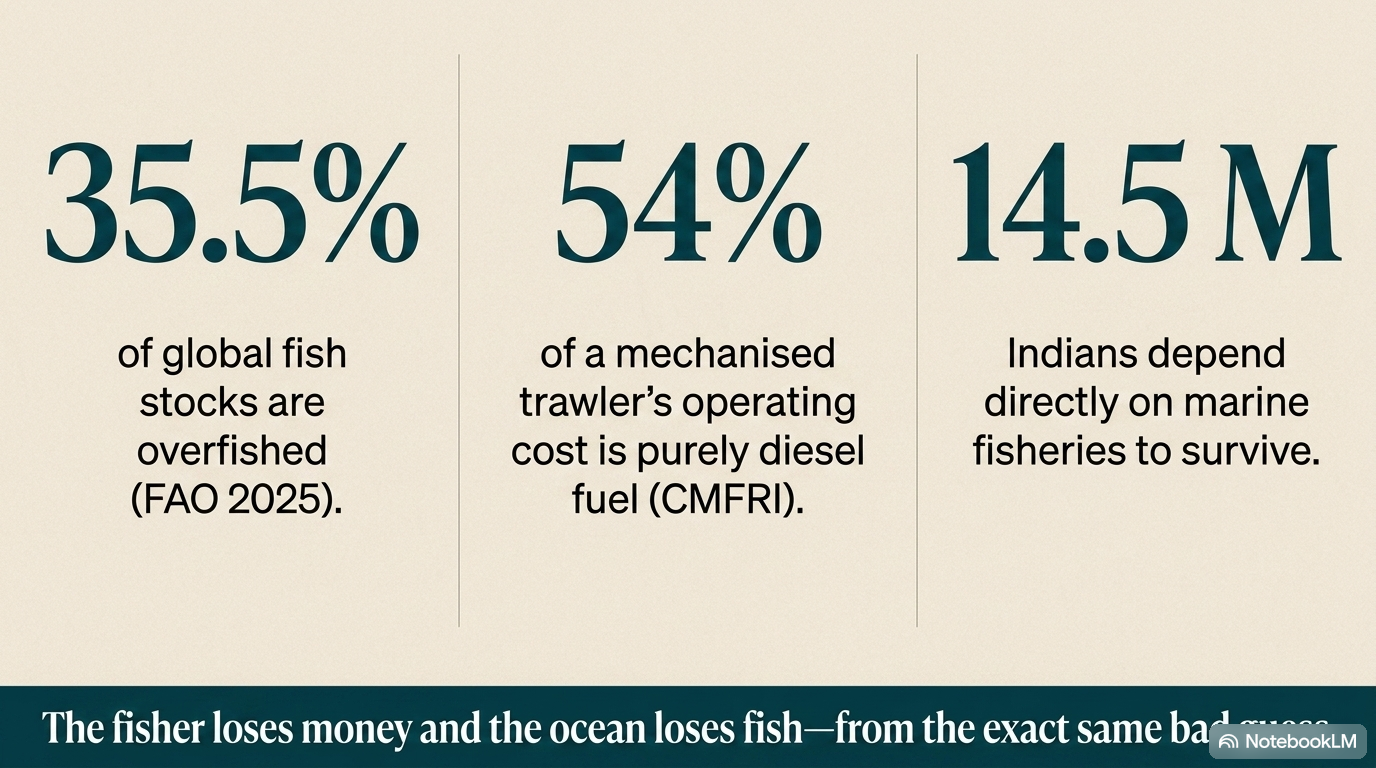 35.5%
of global fish
stocks are
overfished
(FAO 2025).
54%
of a mechanised
trawler’s operating
cost is purely diesel
fuel (CMFRI).
14.5 M
Indians depend
directly on marine
fisheries to survive.
The fisher loses money and the ocean loses fish—from the exact same bad guess.
NotebookLM